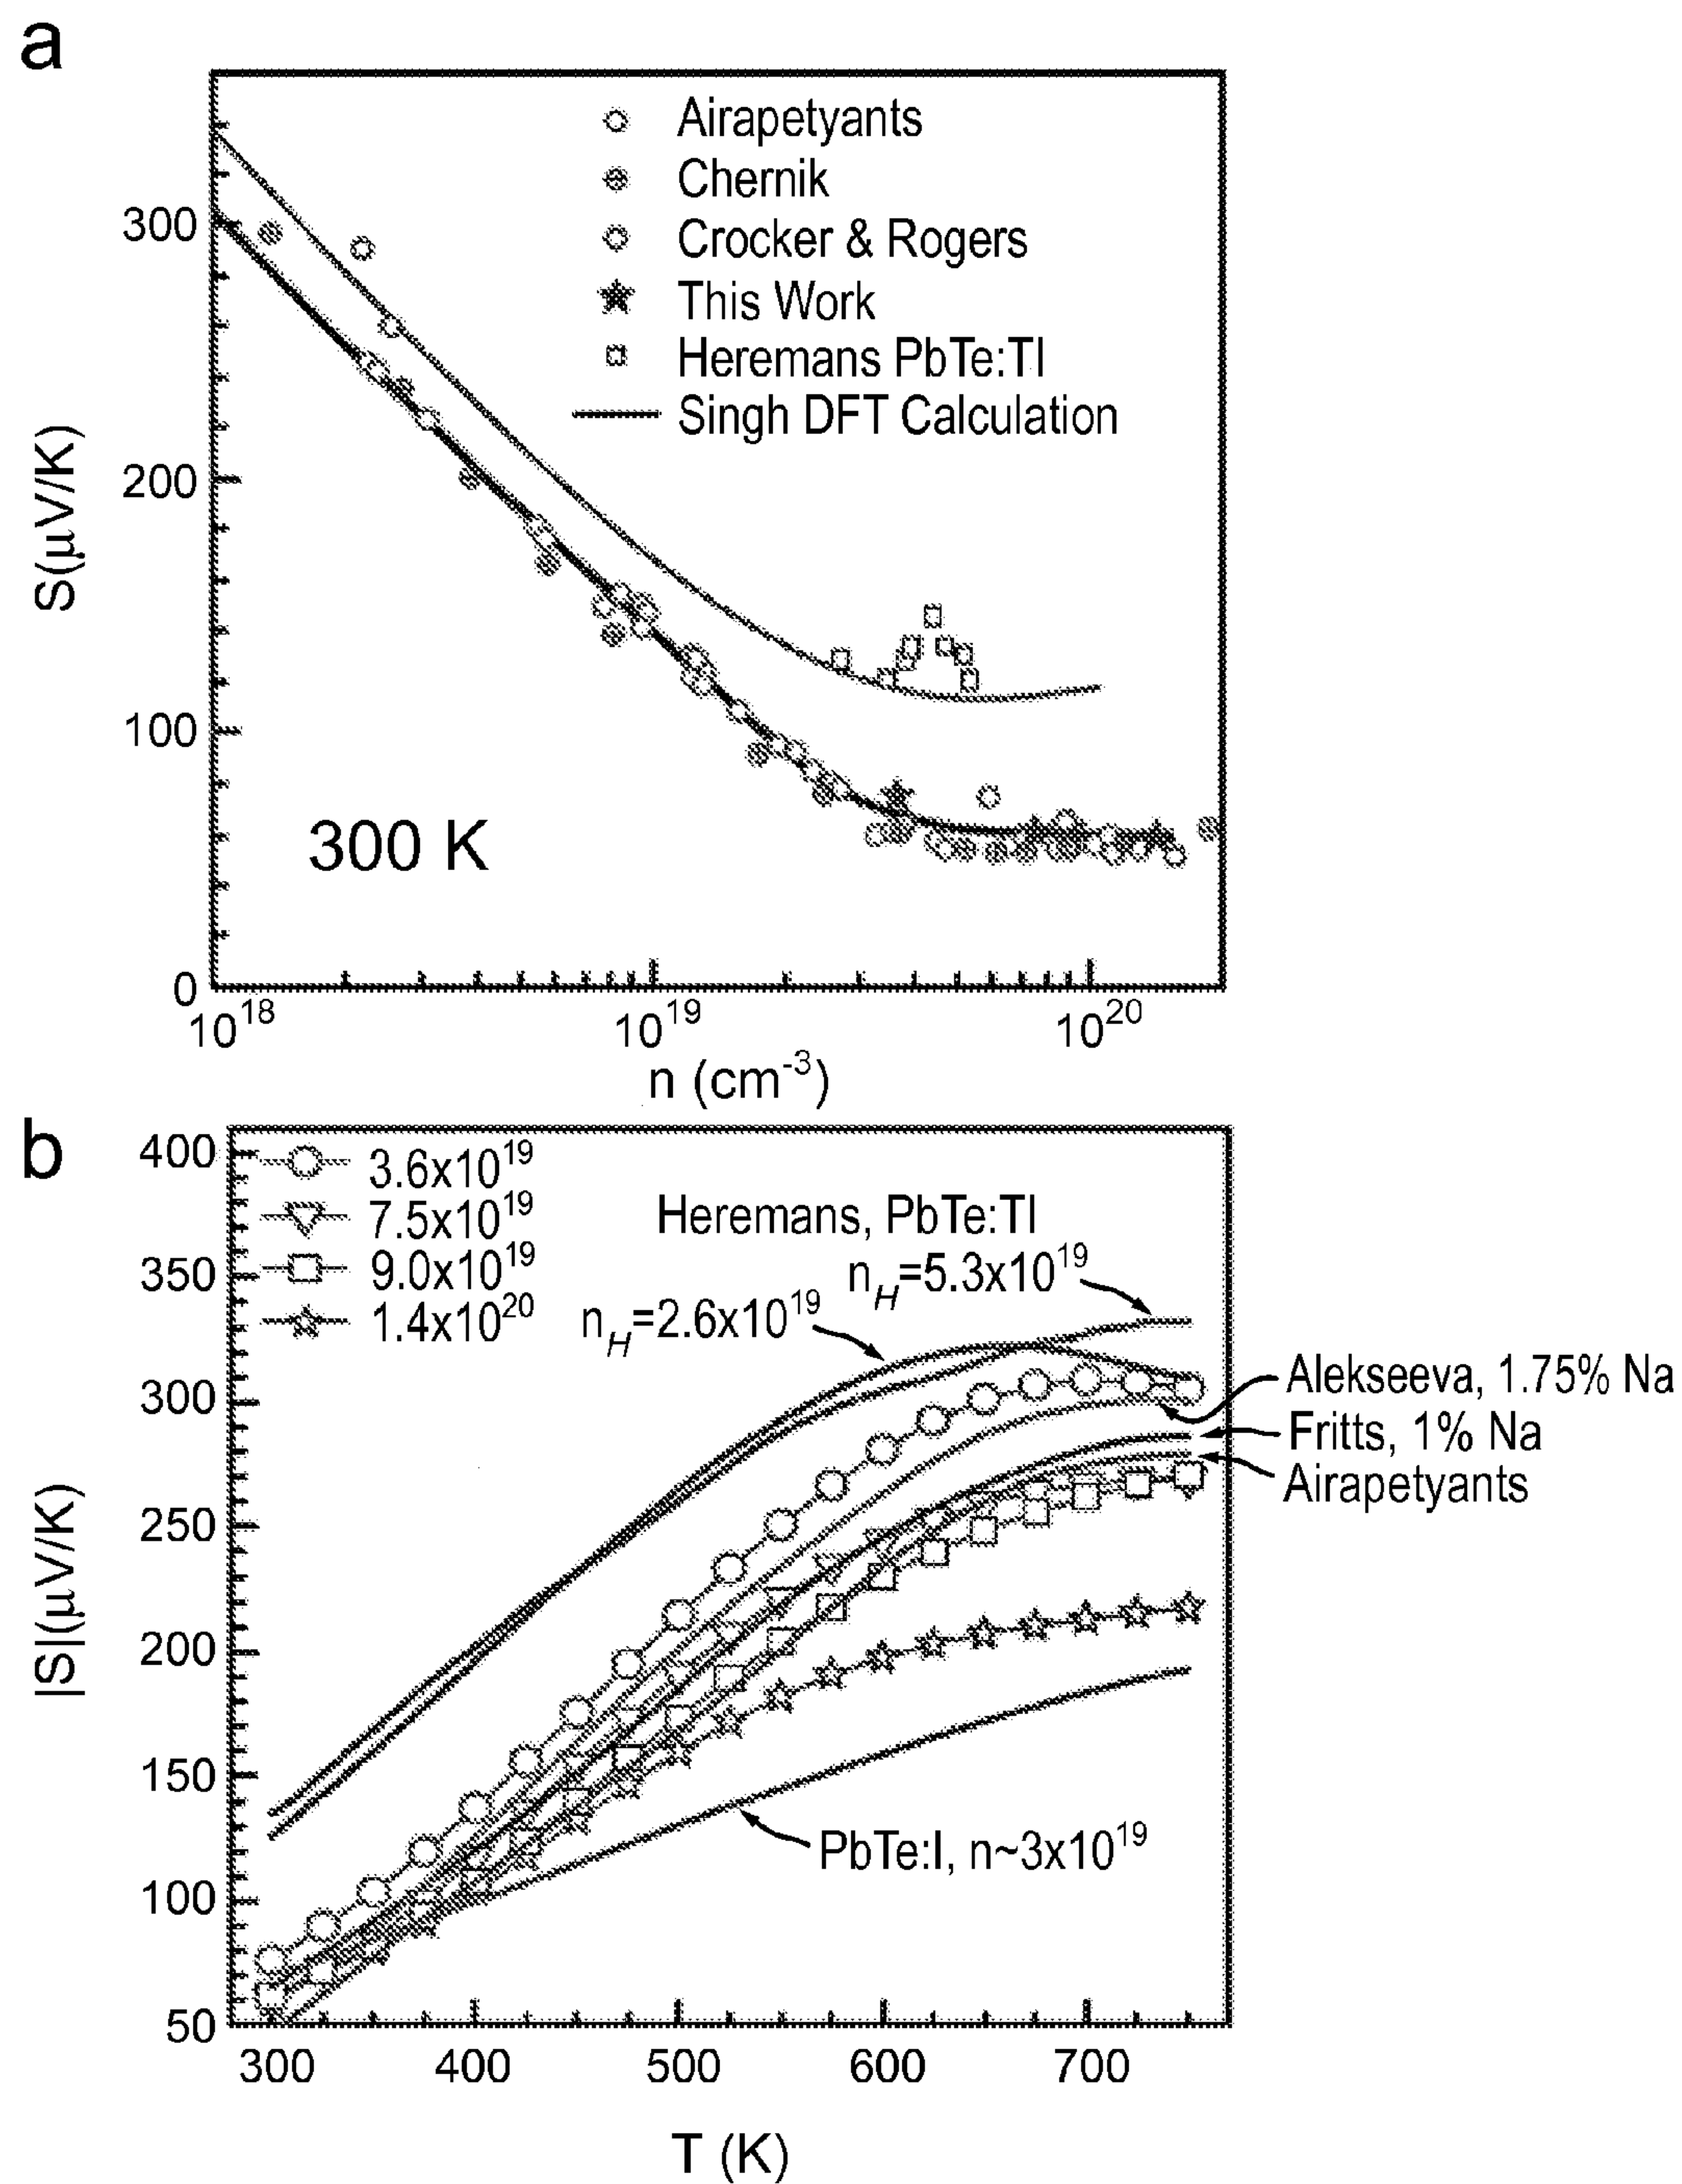 a
Airapetyants
Chernik
Crocker & Rogers
This Work
Heremans PbTe:Tl
Singh DFT Calculation
300
200
100
0
S(μV/K)
300 K
10^18 10^19 10^20
n (cm^-3)
b
400
350
300
250
200
150
100
50
|S|(μV/K)
3.6x10^19
7.5x10^19
9.0x10^19
1.4x10^20
Heremans, PbTe:Tl
n_H=5.3x10^19
n_H=2.6x10^19
Alekseeva, 1.75% Na
Fritts, 1% Na
Airapetyants
PbTe:I, n~3x10^19
300 400 500 600 700
T (K)